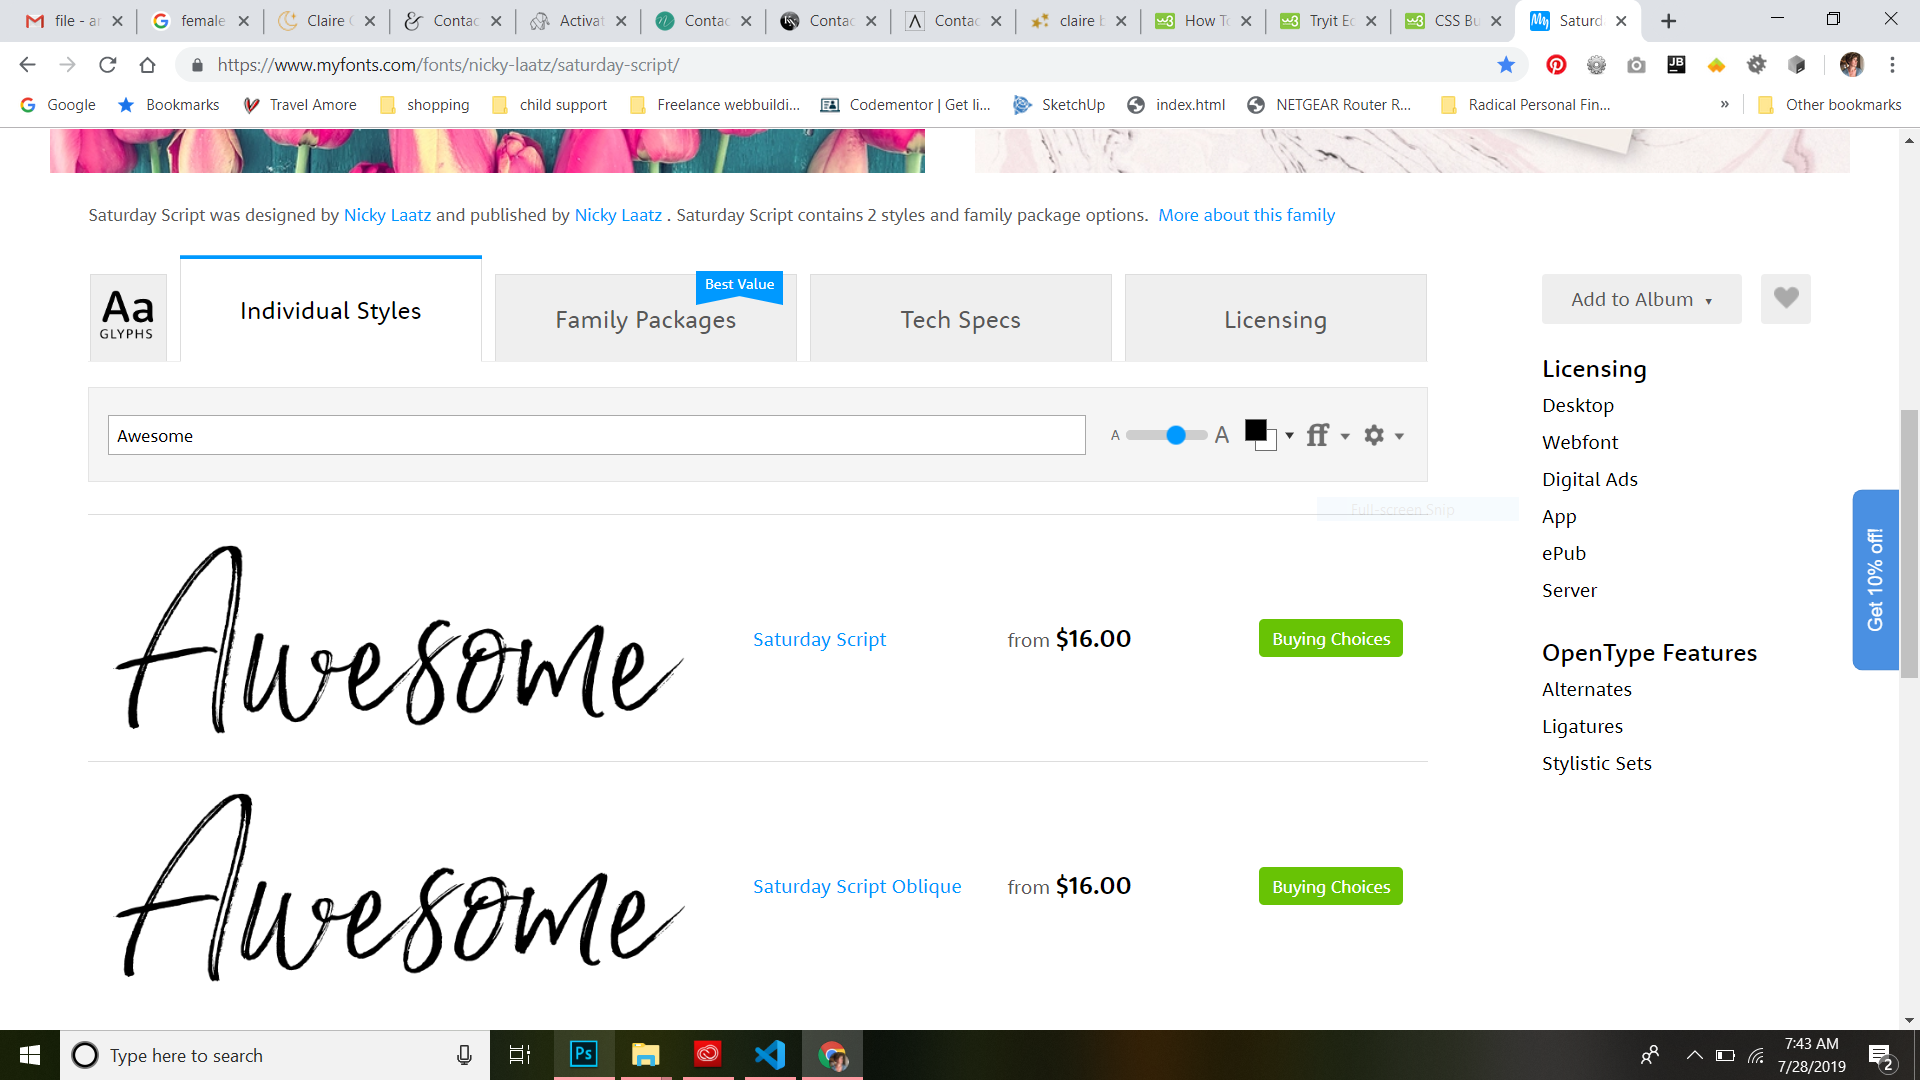 file - ar
female
Claire C
Contac
Activat
Contac
Contac
Contac
claire b
How To
Tryit Ec
CSS Bu
Saturda
https://www.myfonts.com/fonts/nicky-laatz/saturday-script/
Google
Bookmarks
Travel Amore
shopping
child support
Freelance webbuildi...
Codementor | Get li...
SketchUp
index.html
NETGEAR Router R...
Radical Personal Fin...
»
Other bookmarks
Saturday Script was designed by Nicky Laatz and published by Nicky Laatz . Saturday Script contains 2 styles and family package options. More about this family
Aa
GLYPHS
Individual Styles
Best Value
Family Packages
Tech Specs
Licensing
Add to Album
Awesome
A A
ff
Full-screen Snip
Awesome
Saturday Script
from $16.00
Buying Choices
Awesome
Saturday Script Oblique
from $16.00
Buying Choices
Licensing
Desktop
Webfont
Digital Ads
App
ePub
Server
OpenType Features
Alternates
Ligatures
Stylistic Sets
Get 10% off!
Type here to search
Ps
7:43 AM
7/28/2019
2